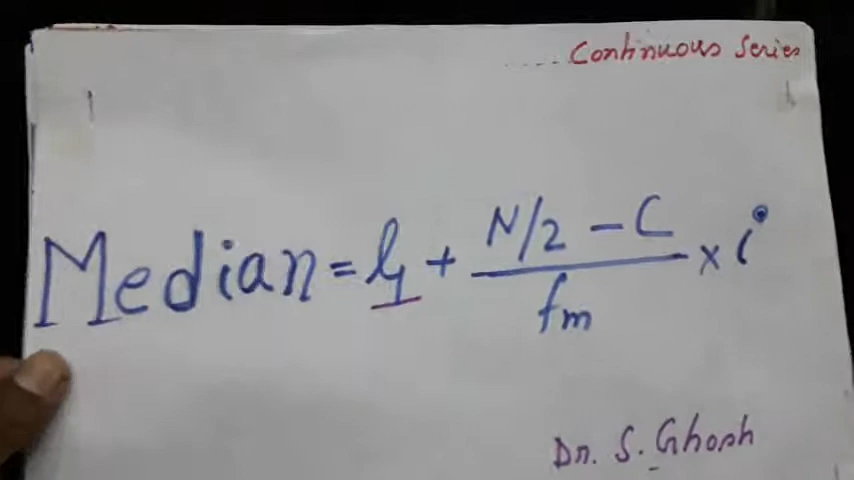 ..... Continuous Series
Median = l₁ + (N/2 - C)/fm × i
Dr. S. Ghosh